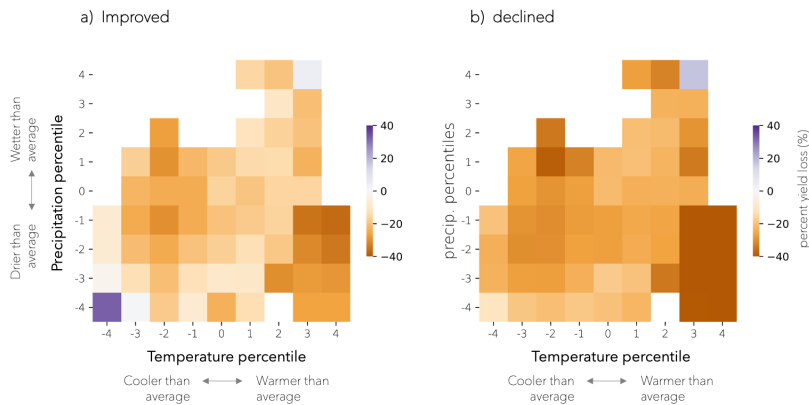 a) Improved
b) declined
Wetter than
average
Drier than
average
Precipitation percentile
4
3
2
1
0
-1
-2
-3
-4
-4 -3 -2 -1 0 1 2 3 4
Temperature percentile
Cooler than
average
Warmer than
average
40
20
0
−20
−40
precip. percentiles
4
3
2
1
0
-1
-2
-3
-4
-4 -3 -2 -1 0 1 2 3 4
Temperature percentile
Cooler than
average
Warmer than
average
40
20
0
−20
−40
percent yield loss (%)